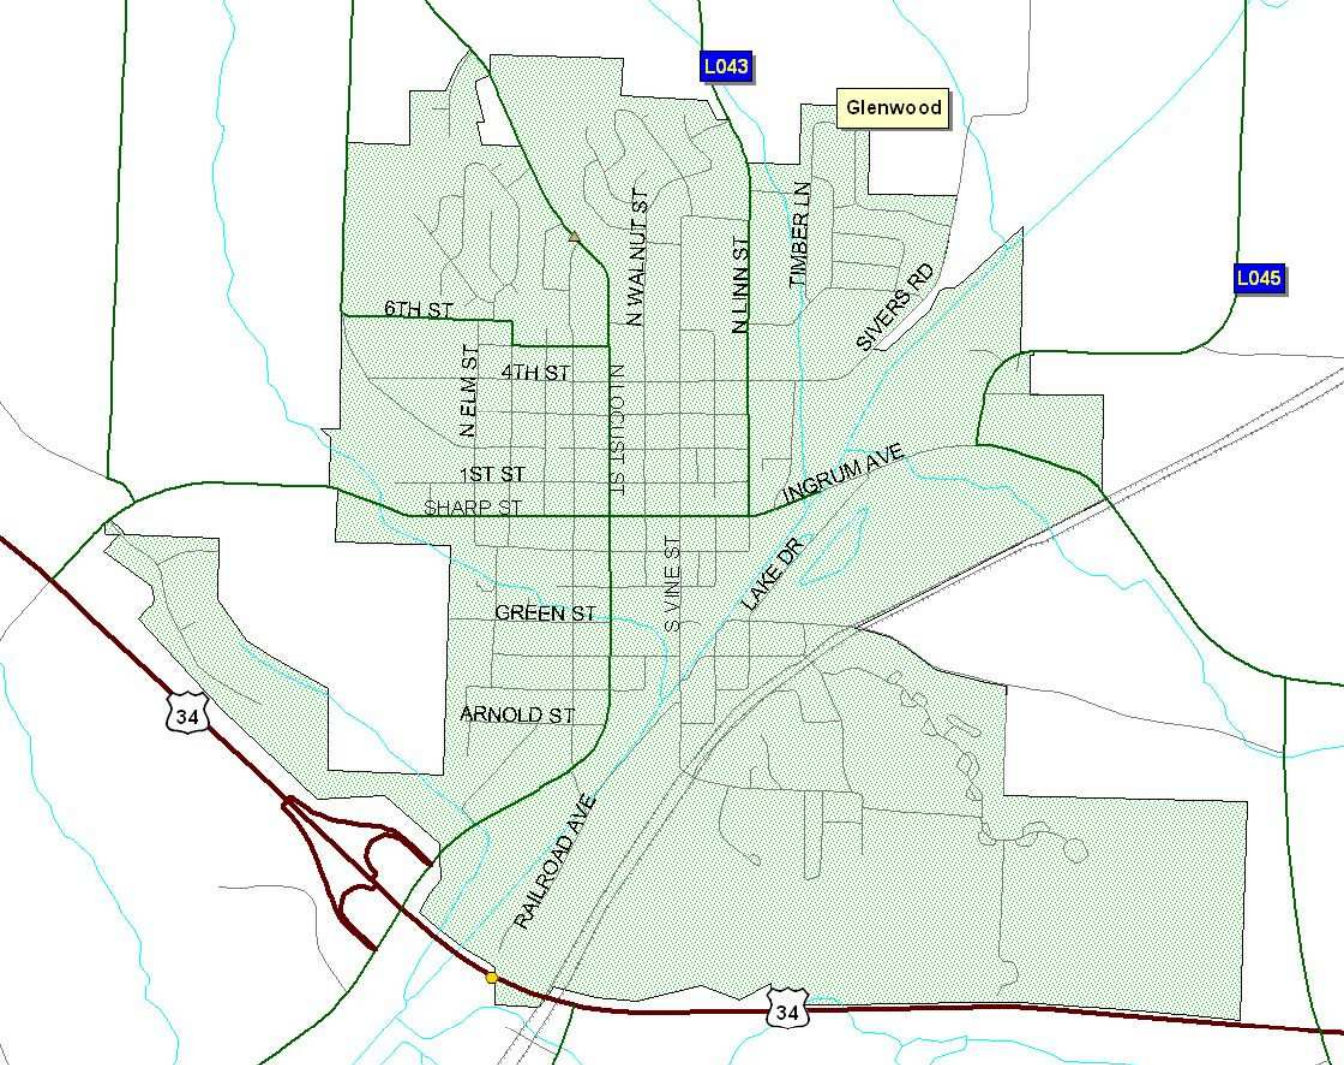 L043
Glenwood
N WALNUT ST
TIMBER LN
N LINN ST
L045
SIVERS RD
6TH ST
N ELM ST
4TH ST
N LOCUST ST
1ST ST
INGRUM AVE
SHARP ST
S VINE ST
LAKE DR
GREEN ST
34
ARNOLD ST
RAILROAD AVE
34